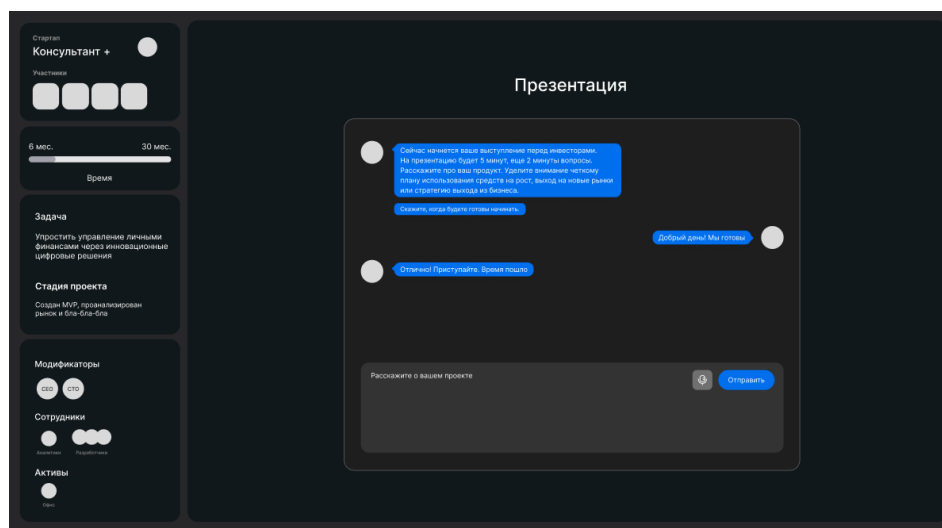 Стартап
Консультант +
Участники
6 мес.
30 мес.
Время
Задача
Упростить управление личными
финансами через инновационные
цифровые решения
Стадия проекта
Создан MVP, проанализирован
рынок и бла-бла-бла
Модификаторы
CEO
CTO
Сотрудники
Аналитики
Разработчики
Активы
Офис
Презентация
Сейчас начнется ваше выступление перед инвесторами.
На презентацию будет 5 минут, еще 2 минуты вопросы.
Расскажите про ваш продукт. Уделите внимание четкому
плану использования средств на рост, выход на новые рынки
или стратегию выхода из бизнеса.
Скажите, когда будете готовы начинать.
Добрый день! Мы готовы
Отлично! Приступайте. Время пошло
Расскажите о вашем проекте
Отправить